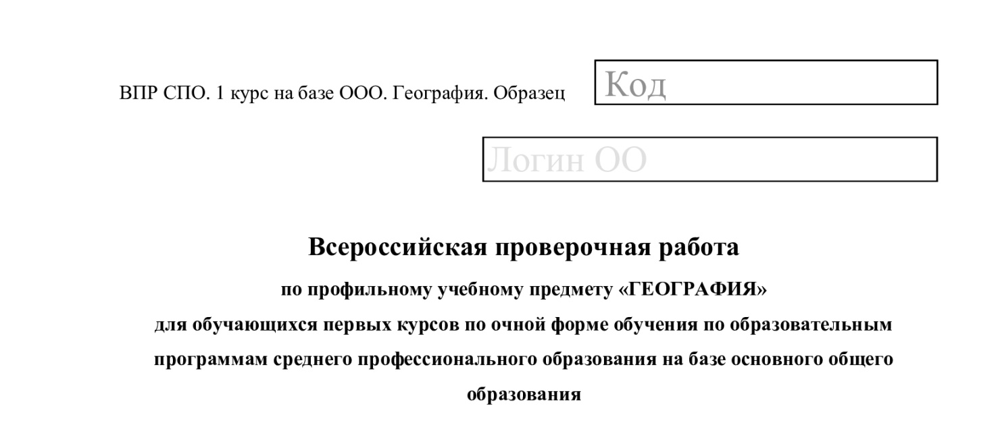 ВПР СПО. 1 курс на базе ООО. География. Образец
Код
Логин ОО
Всероссийская проверочная работа
по профильному учебному предмету «ГЕОГРАФИЯ»
для обучающихся первых курсов по очной форме обучения по образовательным
программам среднего профессионального образования на базе основного общего
образования